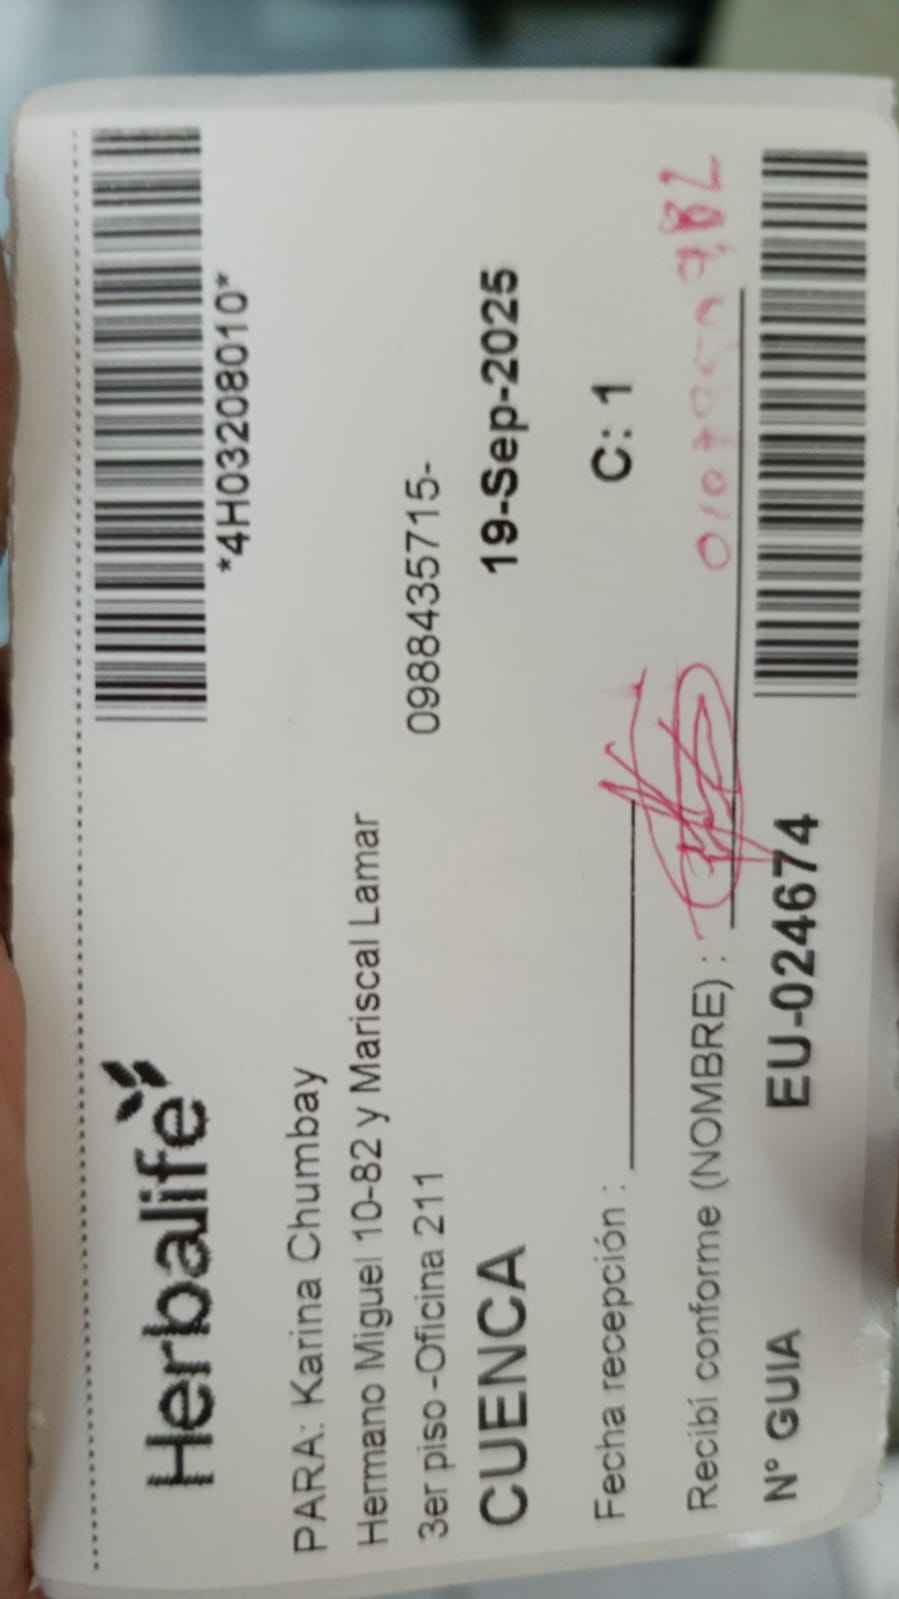 *4H03208010*
Herbalife
PARA: Karina Chumbay
Hermano Miguel 10-82 y Mariscal Lamar
3er piso -Oficina 211 0988435715-
CUENCA 19-Sep-2025
Fecha recepción : C: 1
Recibí conforme (NOMBRE) :
N° GUIA EU-024674